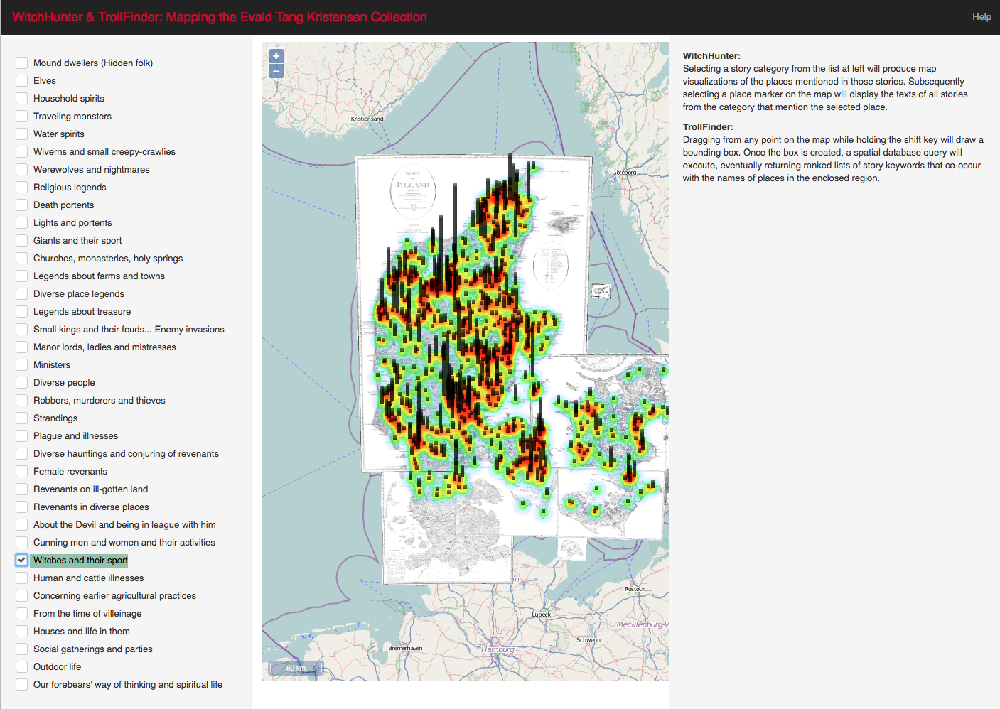 WitchHunter & TrollFinder: Mapping the Evald Tang Kristensen Collection
Help
Mound dwellers (Hidden folk)
Elves
Household spirits
Traveling monsters
Water spirits
Wiverns and small creepy-crawlies
Werewolves and nightmares
Religious legends
Death portents
Lights and portents
Giants and their sport
Churches, monasteries, holy springs
Legends about farms and towns
Diverse place legends
Legends about treasure
Small kings and their feuds... Enemy invasions
Manor lords, ladies and mistresses
Ministers
Diverse people
Robbers, murderers and thieves
Strandings
Plague and illnesses
Diverse hauntings and conjuring of revenants
Female revenants
Revenants on ill-gotten land
Revenants in diverse places
About the Devil and being in league with him
Cunning men and women and their activities
Witches and their sport
Human and cattle illnesses
Concerning earlier agricultural practices
From the time of villeinage
Houses and life in them
Social gatherings and parties
Outdoor life
Our forebears' way of thinking and spiritual life
+
−
Kristiansand
Göteborg
JYLLAND
Rostock
Lübeck
Mecklenburg-V
Schwerin
Bremerhaven
Hamburg
50 km
WitchHunter:
Selecting a story category from the list at left will produce map
visualizations of the places mentioned in those stories. Subsequently
selecting a place marker on the map will display the texts of all stories
from the category that mention the selected place.
TrollFinder:
Dragging from any point on the map while holding the shift key will draw a
bounding box. Once the box is created, a spatial database query will
execute, eventually returning ranked lists of story keywords that co-occur
with the names of places in the enclosed region.